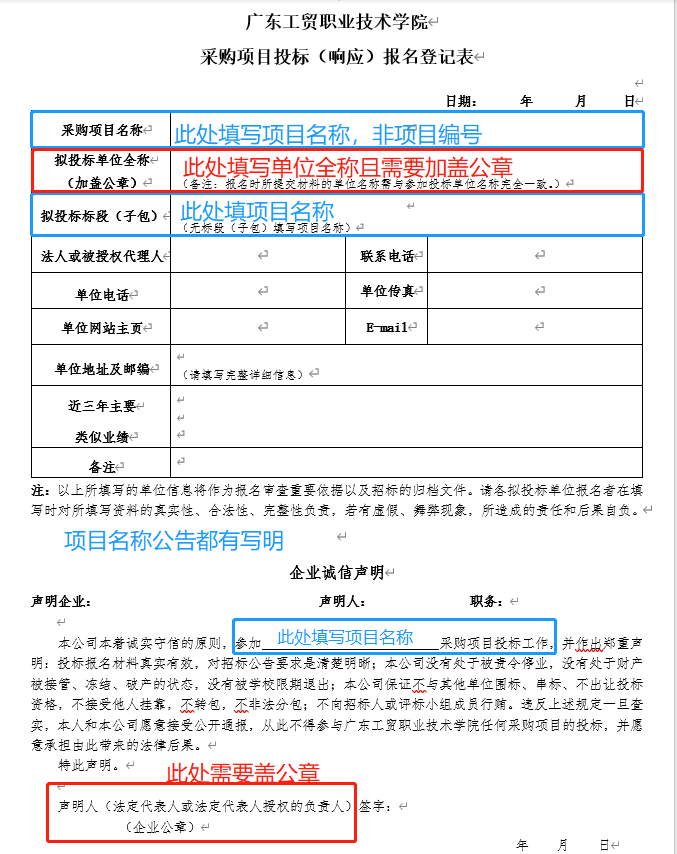 广东工贸职业技术学院
采购项目投标（响应）报名登记表
日期： 年 月 日
采购项目名称 此处填写项目名称，非项目编号
拟投标单位全称 此处填写单位全称且需要加盖公章
（加盖公章） （备注：报名时所提交材料的单位名称需与参加投标单位名称完全一致。）
拟投标标段（子包） 此处填项目名称
（无标段（子包）填写项目名称）
法人或被授权代理人 联系电话
单位电话 单位传真
单位网站主页 E-mail
单位地址及邮编
（请填写完整详细信息）
近三年主要
类似业绩
备注
注：以上所填写的单位信息将作为报名审查重要依据以及招标的归档文件。请各拟投标单位报名者在填
写时对所填写资料的真实性、合法性、完整性负责，若有虚假、舞弊现象，所造成的责任和后果自负。
项目名称公告都有写明
企业诚信声明
声明企业： 声明人： 职务：
本公司本着诚实守信的原则，参加 此处填写项目名称 采购项目投标工作，并作出郑重声
明：投标报名材料真实有效，对招标公告要求是清楚明晰；本公司没有处于被责令停业，没有处于财产
被接管、冻结、破产的状态，没有被学校限期退出；本公司保证不与其他单位围标、串标、不出让投标
资格，不接受他人挂靠，不转包，不非法分包；不向招标人或评标小组成员行贿。违反上述规定一旦查
实，本人和本公司愿意接受公开通报，从此不得参与广东工贸职业技术学院任何采购项目的投标，并愿
意承担由此带来的法律后果。
特此声明。
此处需要盖公章
声明人（法定代表人或法定代表人授权的负责人）签字：
（企业公章）
年 月 日